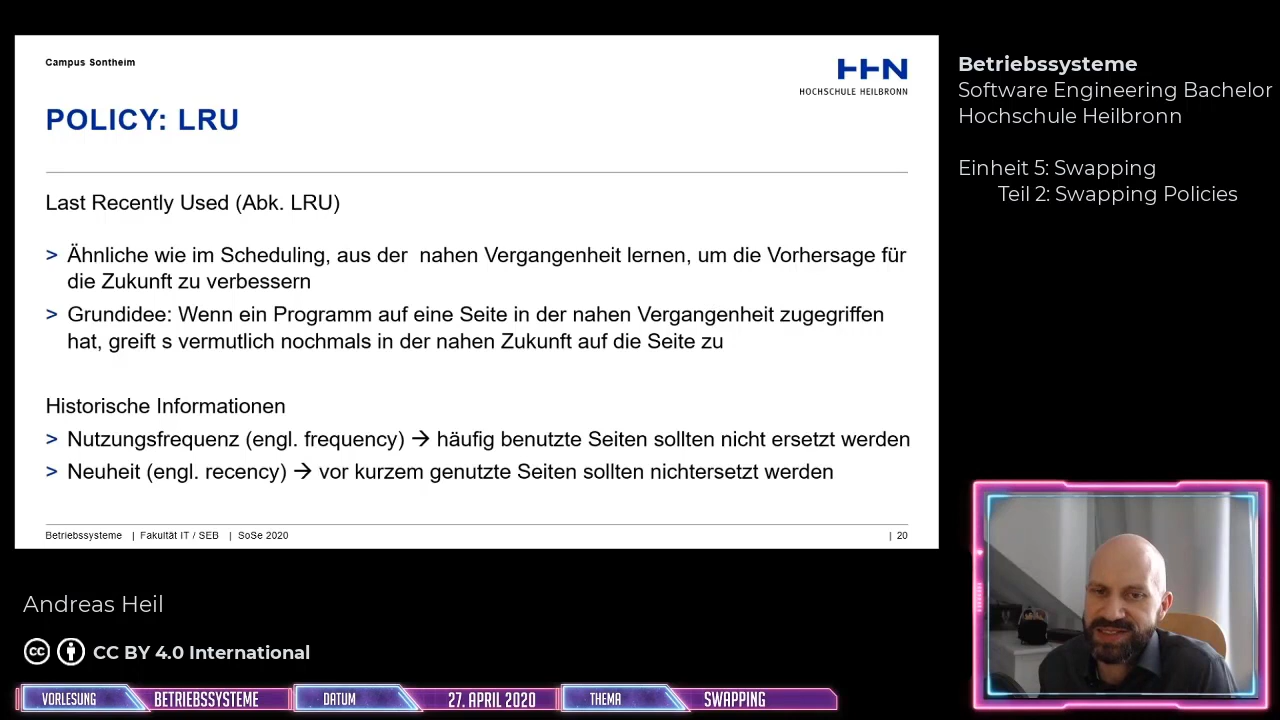 Campus Sontheim
HHN
HOCHSCHULE HEILBRONN
POLICY: LRU
Last Recently Used (Abk. LRU)
> Ähnliche wie im Scheduling, aus der  nahen Vergangenheit lernen, um die Vorhersage für
die Zukunft zu verbessern
> Grundidee: Wenn ein Programm auf eine Seite in der nahen Vergangenheit zugegriffen
hat, greift s vermutlich nochmals in der nahen Zukunft auf die Seite zu
Historische Informationen
> Nutzungsfrequenz (engl. frequency) → häufig benutzte Seiten sollten nicht ersetzt werden
> Neuheit (engl. recency) → vor kurzem genutzte Seiten sollten nichtersetzt werden
Betriebssysteme | Fakultät IT / SEB | SoSe 2020 | 20
Betriebssysteme
Software Engineering Bachelor
Hochschule Heilbronn
Einheit 5: Swapping
Teil 2: Swapping Policies
Andreas Heil
cc CC BY 4.0 International
VORLESUNG BETRIEBSSYSTEME DATUM 27. APRIL 2020 THEMA SWAPPING